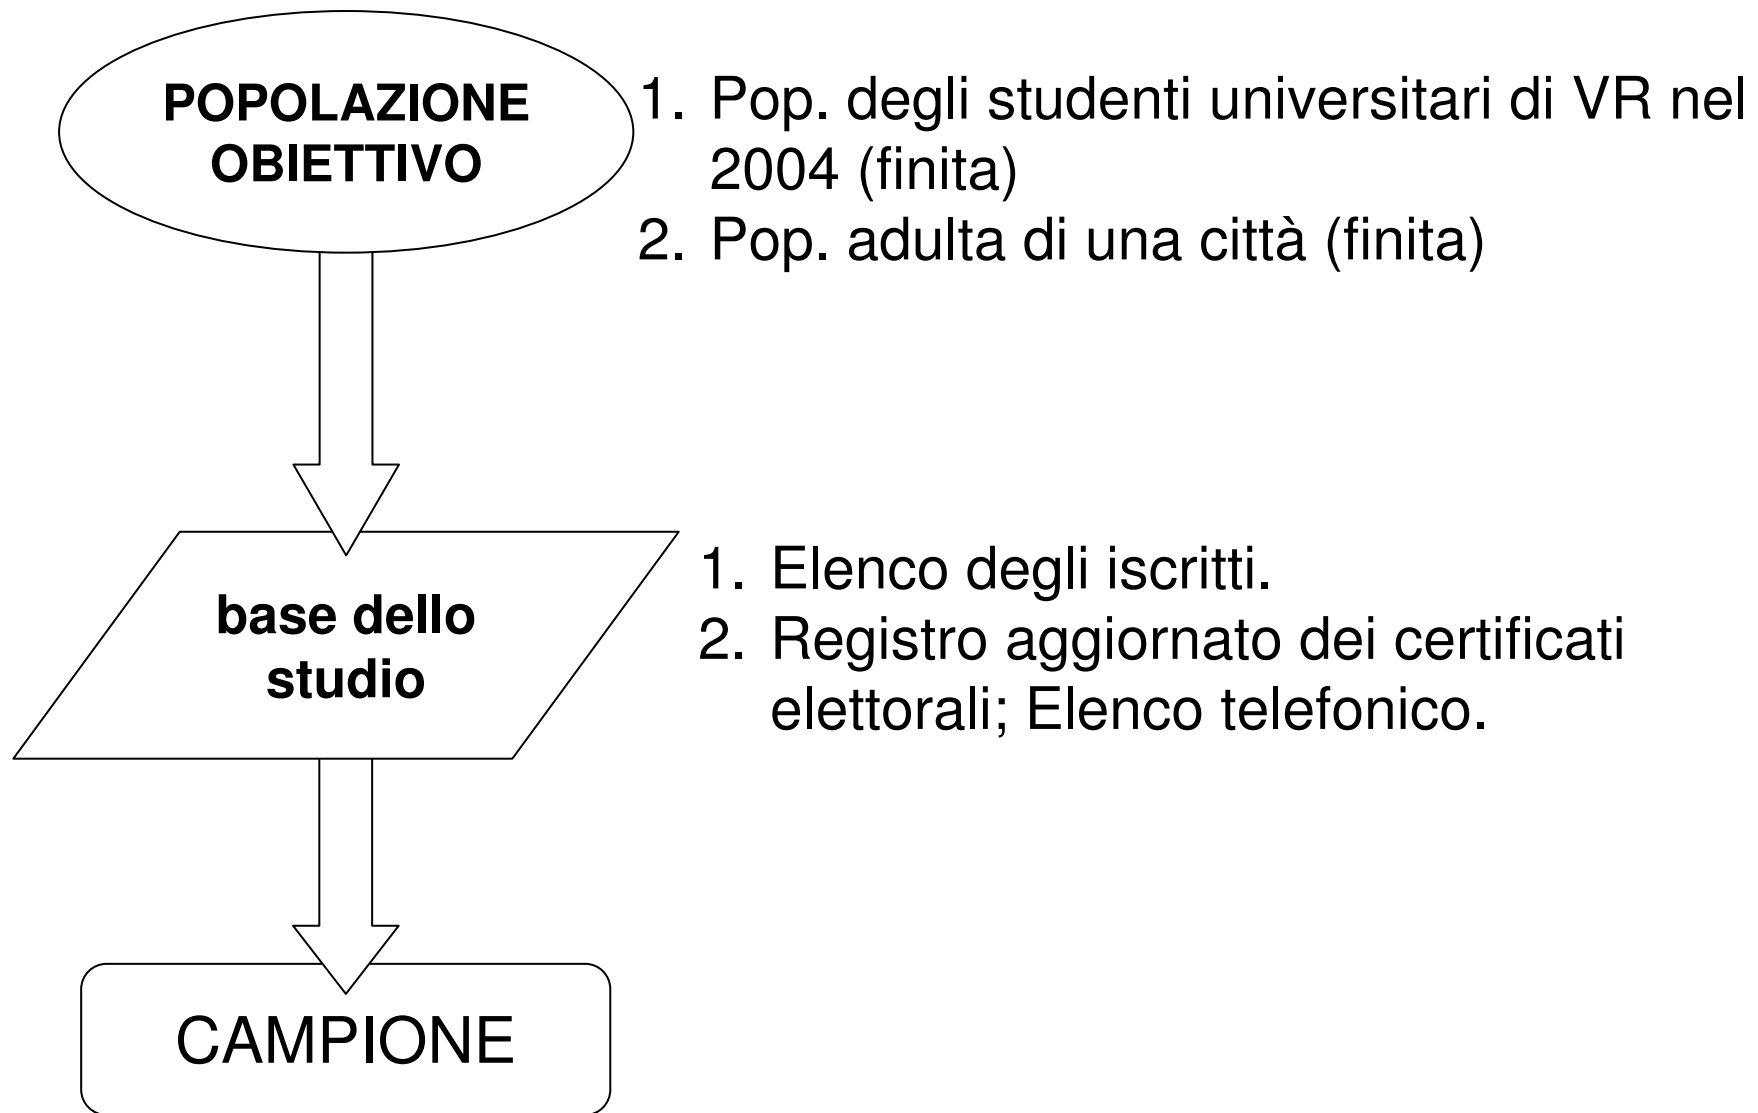 POPOLAZIONE
OBIETTIVO
1. Pop. degli studenti universitari di VR nel
2004 (finita)
2. Pop. adulta di una città (finita)
base dello
studio
1. Elenco degli iscritti.
2. Registro aggiornato dei certificati
elettorali; Elenco telefonico.
CAMPIONE